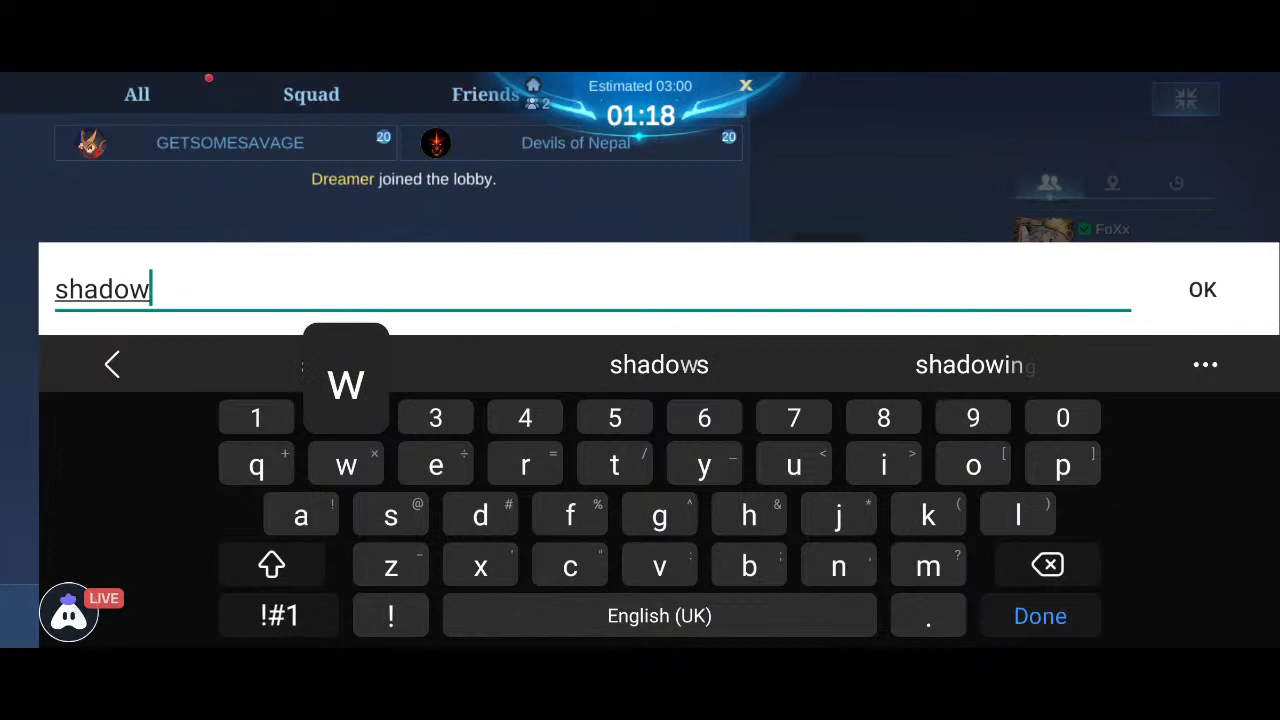 All Squad Friends 2 Estimated 03:00 X
01:18
GETSOMESAVAGE 20 Devils of Nepal 20
Dreamer joined the lobby.
FoXx
shadow OK
w shadows shadowing
1 3 4 5 6 7 8 9 0
q + w × e ÷ r = t / y _ u < i > o [ p ]
a ! s @ d # f % g ^ h & j * k ( l )
z - x ' c " v : b ; n , m ?
LIVE
!#1 ! English (UK) . Done